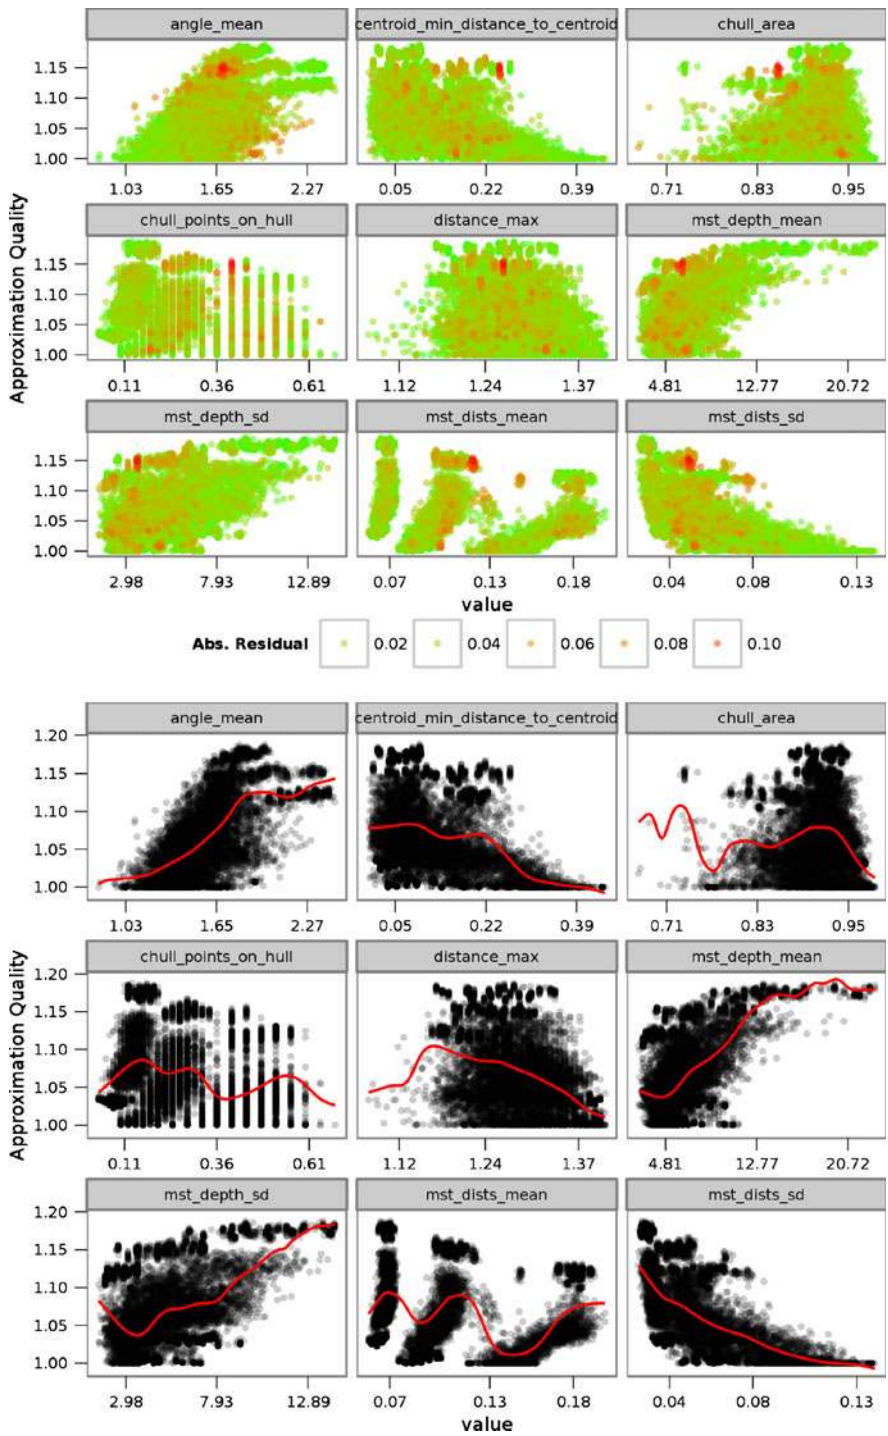 angle_mean centroid_min_distance_to_centroid chull_area
1.15
1.10
1.05
1.00
1.03 1.65 2.27 0.05 0.22 0.39 0.71 0.83 0.95
Approximation Quality
chull_points_on_hull distance_max mst_depth_mean
1.15
1.10
1.05
1.00
0.11 0.36 0.61 1.12 1.24 1.37 4.81 12.77 20.72
mst_depth_sd mst_dists_mean mst_dists_sd
1.15
1.10
1.05
1.00
2.98 7.93 12.89 0.07 0.13 0.18 0.04 0.08 0.13
value
Abs. Residual 0.02 0.04 0.06 0.08 0.10
angle_mean centroid_min_distance_to_centroid chull_area
1.20
1.15
1.10
1.05
1.00
1.03 1.65 2.27 0.05 0.22 0.39 0.71 0.83 0.95
Approximation Quality
chull_points_on_hull distance_max mst_depth_mean
1.20
1.15
1.10
1.05
1.00
0.11 0.36 0.61 1.12 1.24 1.37 4.81 12.77 20.72
mst_depth_sd mst_dists_mean mst_dists_sd
1.20
1.15
1.10
1.05
1.00
2.98 7.93 12.89 0.07 0.13 0.18 0.04 0.08 0.13
value